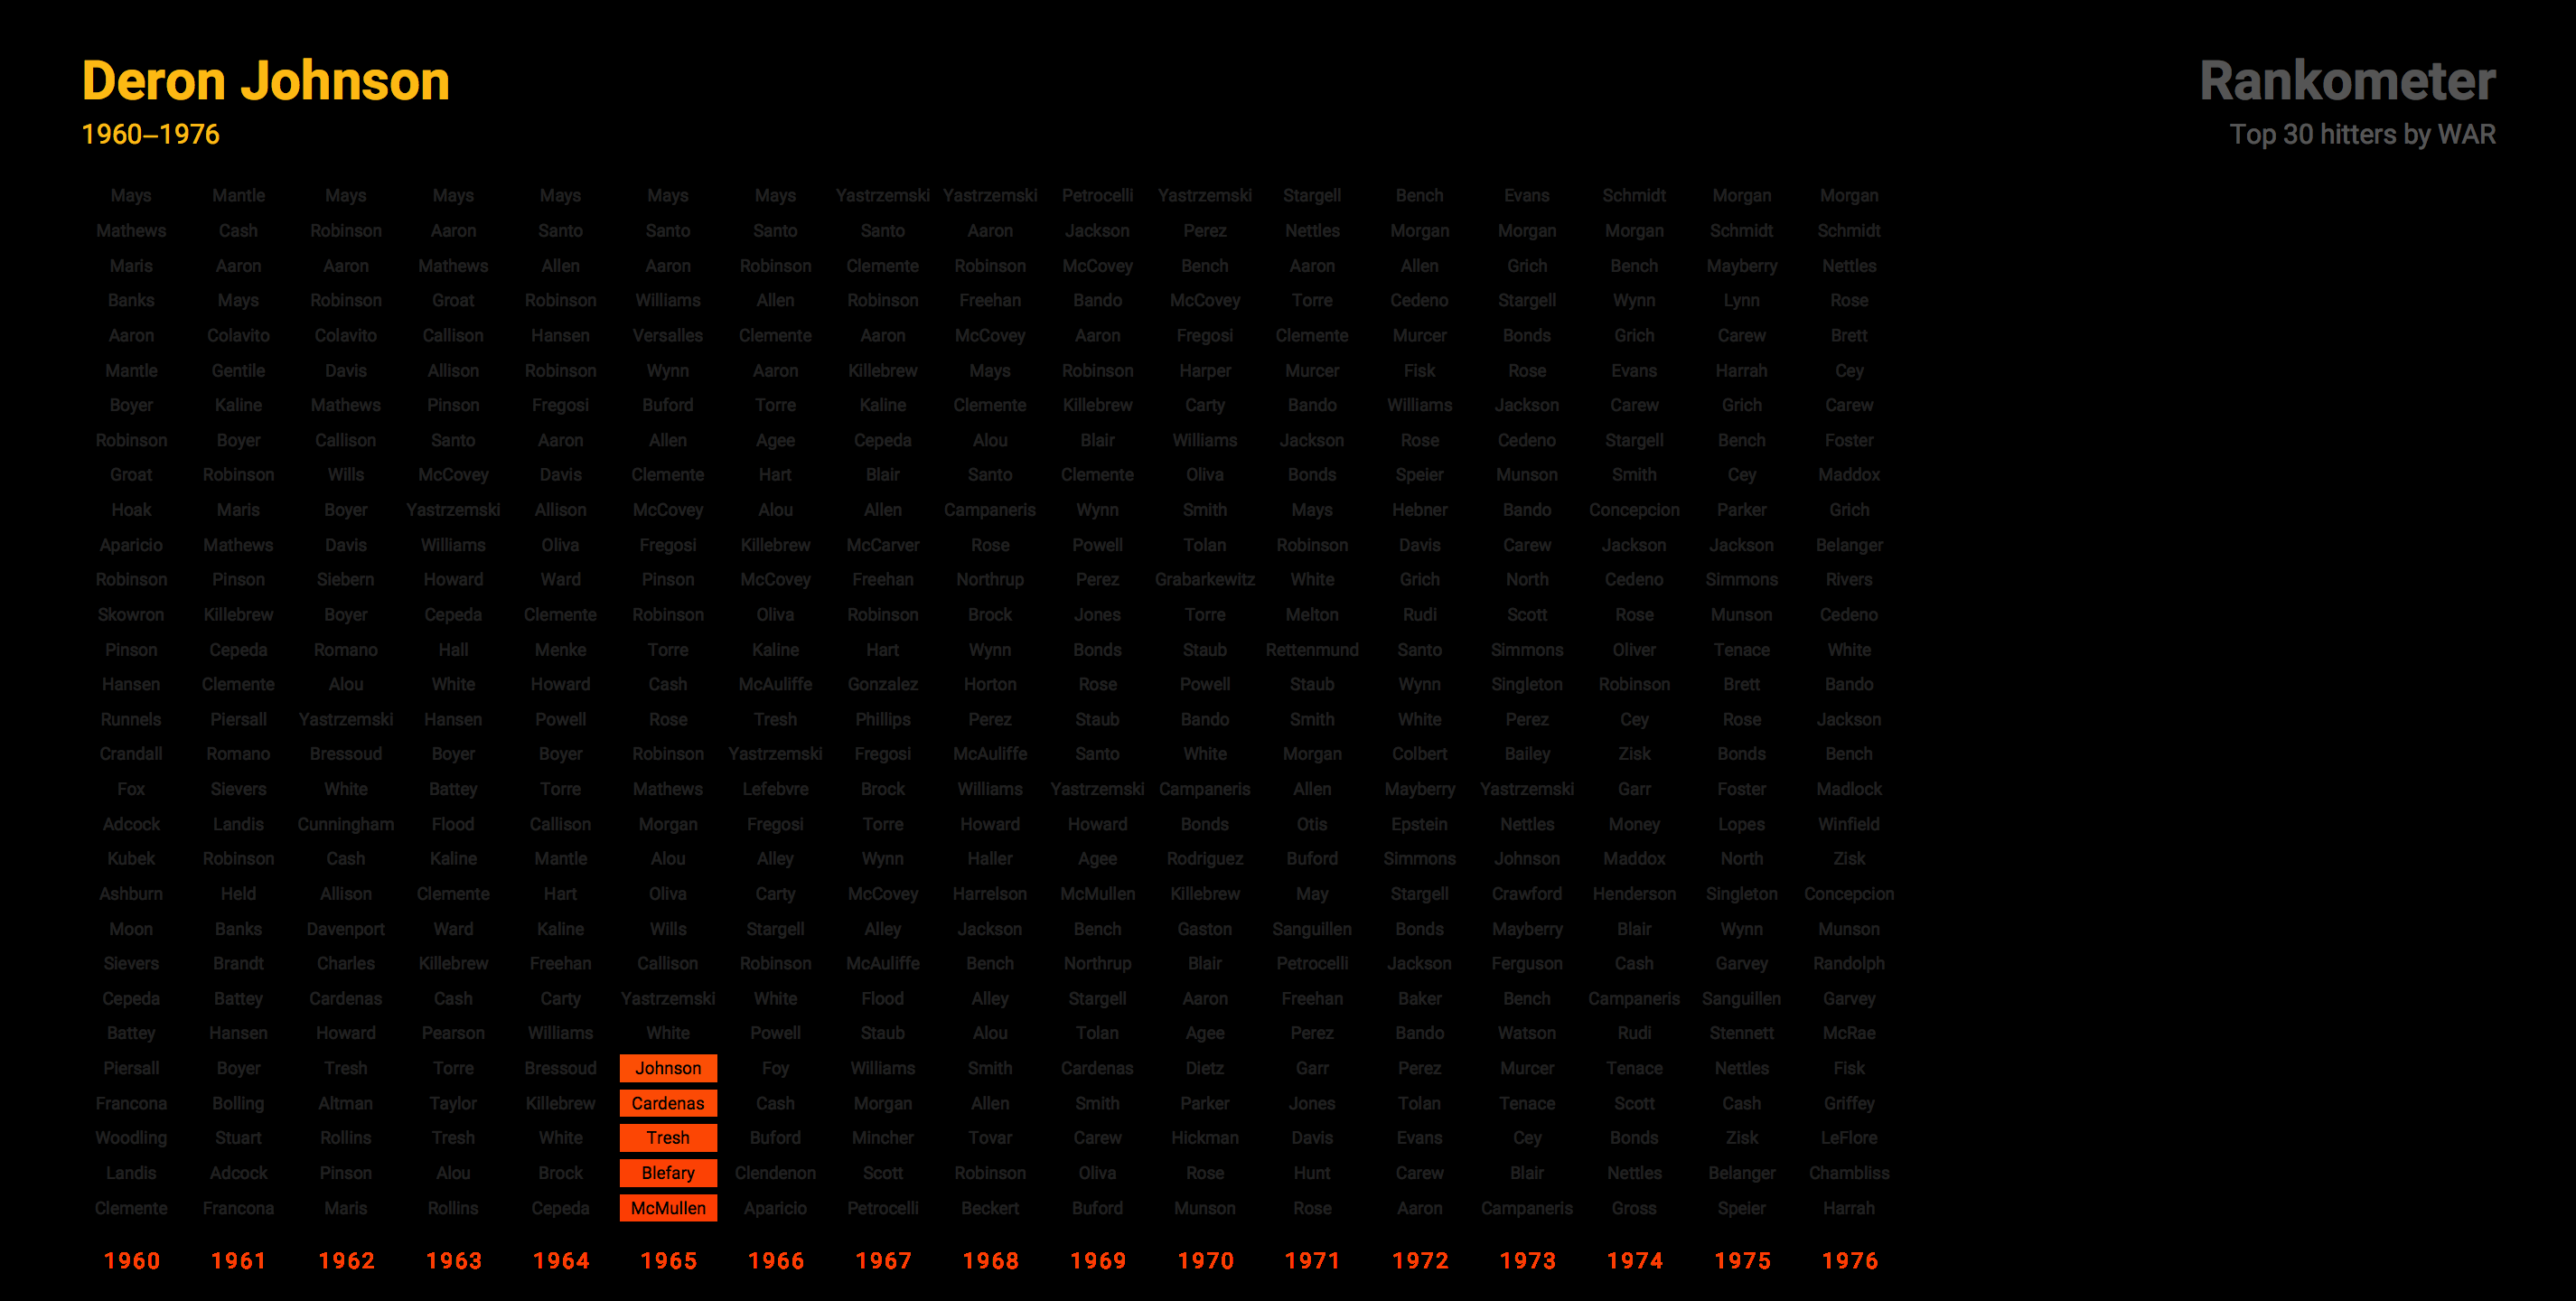 Deron Johnson
1960–1976
Rankometer
Top 30 hitters by WAR
Mays Mantle Mays Mays Mays Mays Mays Yastrzemski Yastrzemski Petrocelli Yastrzemski Stargell Bench Evans Schmidt Morgan Morgan
Mathews Cash Robinson Aaron Santo Santo Santo Santo Aaron Jackson Perez Nettles Morgan Morgan Morgan Schmidt Schmidt
Maris Aaron Aaron Mathews Allen Aaron Robinson Clemente Robinson McCovey Bench Aaron Allen Grich Bench Mayberry Nettles
Banks Mays Robinson Groat Robinson Williams Allen Robinson Freehan Bando McCovey Torre Cedeno Stargell Wynn Lynn Rose
Aaron Colavito Colavito Callison Hansen Versalles Clemente Aaron McCovey Aaron Fregosi Clemente Murcer Bonds Grich Carew Brett
Mantle Gentile Davis Allison Robinson Wynn Aaron Killebrew Mays Robinson Harper Murcer Fisk Rose Evans Harrah Cey
Boyer Kaline Mathews Pinson Fregosi Buford Torre Kaline Clemente Killebrew Carty Bando Williams Jackson Carew Grich Carew
Robinson Boyer Callison Santo Aaron Allen Agee Cepeda Alou Blair Williams Jackson Rose Cedeno Stargell Bench Foster
Groat Robinson Wills McCovey Davis Clemente Hart Blair Santo Clemente Oliva Bonds Speier Munson Smith Cey Maddox
Hoak Maris Boyer Yastrzemski Allison McCovey Alou Allen Campaneris Wynn Smith Mays Hebner Bando Concepcion Parker Grich
Aparicio Mathews Davis Williams Oliva Fregosi Killebrew McCarver Rose Powell Tolan Robinson Davis Carew Jackson Jackson Belanger
Robinson Pinson Siebern Howard Ward Pinson McCovey Freehan Northrup Perez Grabarkewitz White Grich North Cedeno Simmons Rivers
Skowron Killebrew Boyer Cepeda Clemente Robinson Oliva Robinson Brock Jones Torre Melton Rudi Scott Rose Munson Cedeno
Pinson Cepeda Romano Hall Menke Torre Kaline Hart Wynn Bonds Staub Rettenmund Santo Simmons Oliver Tenace White
Hansen Clemente Alou White Howard Cash McAuliffe Gonzalez Horton Rose Powell Staub Wynn Singleton Robinson Brett Bando
Runnels Piersall Yastrzemski Hansen Powell Rose Tresh Phillips Perez Staub Bando Smith White Perez Cey Rose Jackson
Crandall Romano Bressoud Boyer Boyer Robinson Yastrzemski Fregosi McAuliffe Santo White Morgan Colbert Bailey Zisk Bonds Bench
Fox Sievers White Battey Torre Mathews Lefebvre Brock Williams Yastrzemski Campaneris Allen Mayberry Yastrzemski Garr Foster Madlock
Adcock Landis Cunningham Flood Callison Morgan Fregosi Torre Howard Howard Bonds Otis Epstein Nettles Money Lopes Winfield
Kubek Robinson Cash Kaline Mantle Alou Alley Wynn Haller Agee Rodriguez Buford Simmons Johnson Maddox North Zisk
Ashburn Held Allison Clemente Hart Oliva Carty McCovey Harrelson McMullen Killebrew May Stargell Crawford Henderson Singleton Concepcion
Moon Banks Davenport Ward Kaline Wills Stargell Alley Jackson Bench Gaston Sanguillen Bonds Mayberry Blair Wynn Munson
Sievers Brandt Charles Killebrew Freehan Callison Robinson McAuliffe Bench Northrup Blair Petrocelli Jackson Ferguson Cash Garvey Randolph
Cepeda Battey Cardenas Cash Carty Yastrzemski White Flood Alley Stargell Aaron Freehan Baker Bench Campaneris Sanguillen Garvey
Battey Hansen Howard Pearson Williams White Powell Staub Alou Tolan Agee Perez Bando Watson Rudi Stennett McRae
Piersall Boyer Tresh Torre Bressoud Johnson Foy Williams Smith Cardenas Dietz Garr Perez Murcer Tenace Nettles Fisk
Francona Bolling Altman Taylor Killebrew Cardenas Cash Morgan Allen Smith Parker Jones Tolan Tenace Scott Cash Griffey
Woodling Stuart Rollins Tresh White Tresh Buford Mincher Tovar Carew Hickman Davis Evans Cey Bonds Zisk LeFlore
Landis Adcock Pinson Alou Brock Blefary Clendenon Scott Robinson Oliva Rose Hunt Carew Blair Nettles Belanger Chambliss
Clemente Francona Maris Rollins Cepeda McMullen Aparicio Petrocelli Beckert Buford Munson Rose Aaron Campaneris Gross Speier Harrah
1960 1961 1962 1963 1964 1965 1966 1967 1968 1969 1970 1971 1972 1973 1974 1975 1976